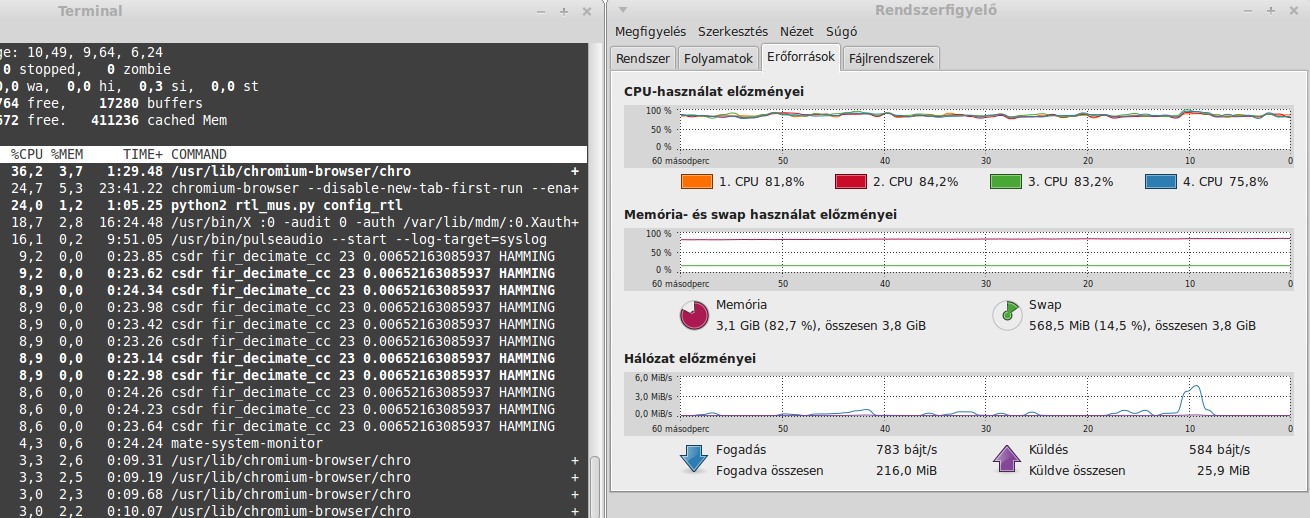 Terminal
ge: 10,49, 9,64, 6,24
0 stopped, 0 zombie
0,0 wa, 0,0 hi, 0,3 si, 0,0 st
764 free, 17280 buffers
572 free. 411236 cached Mem
%CPU %MEM TIME+ COMMAND
36,2 3,7 1:29.48 /usr/lib/chromium-browser/chro +
24,7 5,3 23:41.22 chromium-browser --disable-new-tab-first-run --ena+
24,0 1,2 1:05.25 python2 rtl_mus.py config_rtl
18,7 2,8 16:24.48 /usr/bin/X :0 -audit 0 -auth /var/lib/mdm/:0.Xauth+
16,1 0,2 9:51.05 /usr/bin/pulseaudio --start --log-target=syslog
9,2 0,0 0:23.85 csdr fir_decimate_cc 23 0.00652163085937 HAMMING
9,2 0,0 0:23.62 csdr fir_decimate_cc 23 0.00652163085937 HAMMING
8,9 0,0 0:24.34 csdr fir_decimate_cc 23 0.00652163085937 HAMMING
8,9 0,0 0:23.98 csdr fir_decimate_cc 23 0.00652163085937 HAMMING
8,9 0,0 0:23.42 csdr fir_decimate_cc 23 0.00652163085937 HAMMING
8,9 0,0 0:23.26 csdr fir_decimate_cc 23 0.00652163085937 HAMMING
8,9 0,0 0:23.14 csdr fir_decimate_cc 23 0.00652163085937 HAMMING
8,9 0,0 0:22.98 csdr fir_decimate_cc 23 0.00652163085937 HAMMING
8,6 0,0 0:24.26 csdr fir_decimate_cc 23 0.00652163085937 HAMMING
8,6 0,0 0:24.23 csdr fir_decimate_cc 23 0.00652163085937 HAMMING
8,6 0,0 0:23.64 csdr fir_decimate_cc 23 0.00652163085937 HAMMING
4,3 0,6 0:24.24 mate-system-monitor
3,3 2,6 0:09.31 /usr/lib/chromium-browser/chro +
3,3 2,5 0:09.19 /usr/lib/chromium-browser/chro +
3,0 2,3 0:09.68 /usr/lib/chromium-browser/chro +
3,0 2,2 0:10.07 /usr/lib/chromium-browser/chro +
Rendszerfigyelő
Megfigyelés Szerkesztés Nézet Súgó
Rendszer Folyamatok Erőforrások Fájlrendszerek
CPU-használat előzményei
100 %
50 %
0 %
60 másodperc 50 40 30 20 10 0
1. CPU 81,8% 2. CPU 84,2% 3. CPU 83,2% 4. CPU 75,8%
Memória- és swap használat előzményei
100 %
50 %
0 %
60 másodperc 50 40 30 20 10 0
Memória Swap
3,1 GiB (82,7 %), összesen 3,8 GiB 568,5 MiB (14,5 %), összesen 3,8 GiB
Hálózat előzményei
6,0 MiB/s
3,0 MiB/s
0,0 MiB/s
60 másodperc 50 40 30 20 10 0
Fogadás 783 bájt/s Küldés 584 bájt/s
Fogadva összesen 216,0 MiB Küldve összesen 25,9 MiB